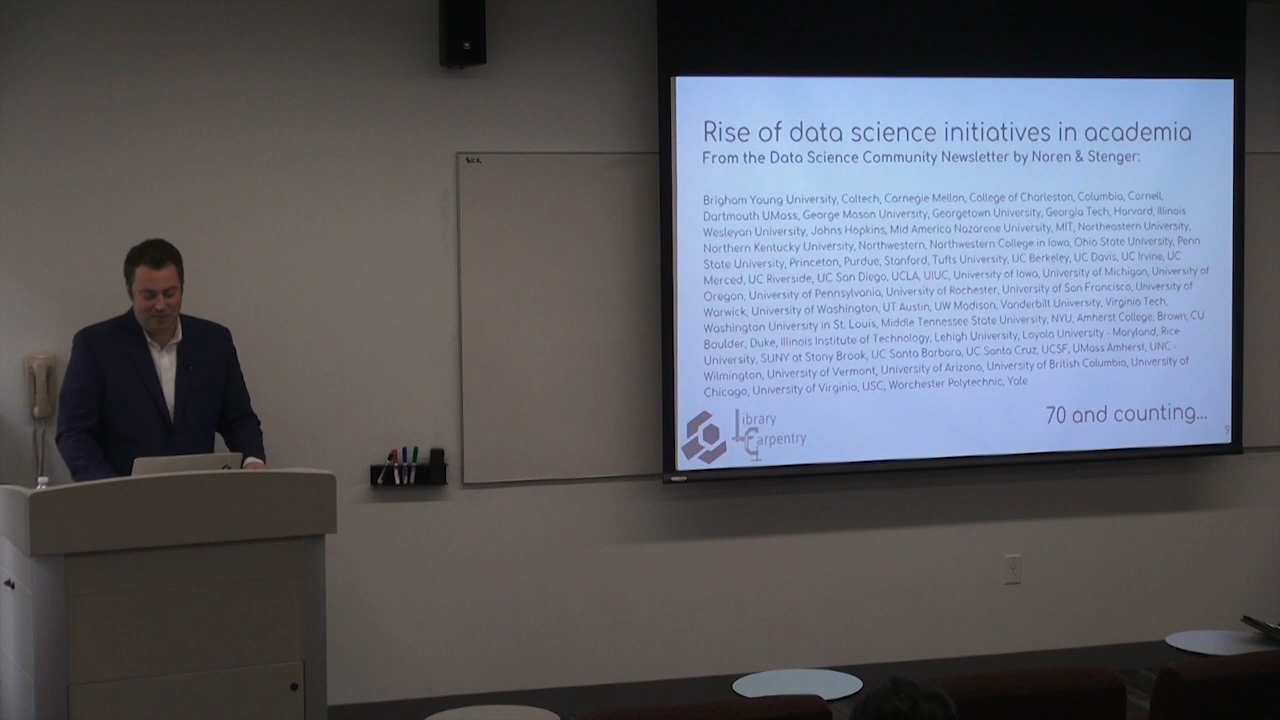 Rise of data science initiatives in academia
From the Data Science Community Newsletter by Noren & Stenger:
Brigham Young University, Caltech, Carnegie Mellon, College of Charleston, Columbia, Cornell,
Dartmouth UMass, George Mason University, Georgetown University, Georgia Tech, Harvard, Illinois
Wesleyan University, Johns Hopkins, Mid America Nazarene University, MIT, Northeastern University,
Northern Kentucky University, Northwestern, Northwestern College in Iowa, Ohio State University, Penn
State University, Princeton, Purdue, Stanford, Tufts University, UC Berkeley, UC Davis, UC Irvine, UC
Merced, UC Riverside, UC San Diego, UCLA, UIUC, University of Iowa, University of Michigan, University of
Oregon, University of Pennsylvania, University of Rochester, University of San Francisco, University of
Warwick, University of Washington, UT Austin, UW Madison, Vanderbilt University, Virginia Tech,
Washington University in St. Louis, Middle Tennessee State University, NYU, Amherst College, Brown, CU
Boulder, Duke, Illinois Institute of Technology, Lehigh University, Loyola University - Maryland, Rice
University, SUNY at Stony Brook, UC Santa Barbara, UC Santa Cruz, UCSF, UMass Amherst, UNC -
Wilmington, University of Vermont, University of Arizona, University of British Columbia, University of
Chicago, University of Virginia, USC, Worchester Polytechnic, Yale
70 and counting...
Library
Carpentry
9